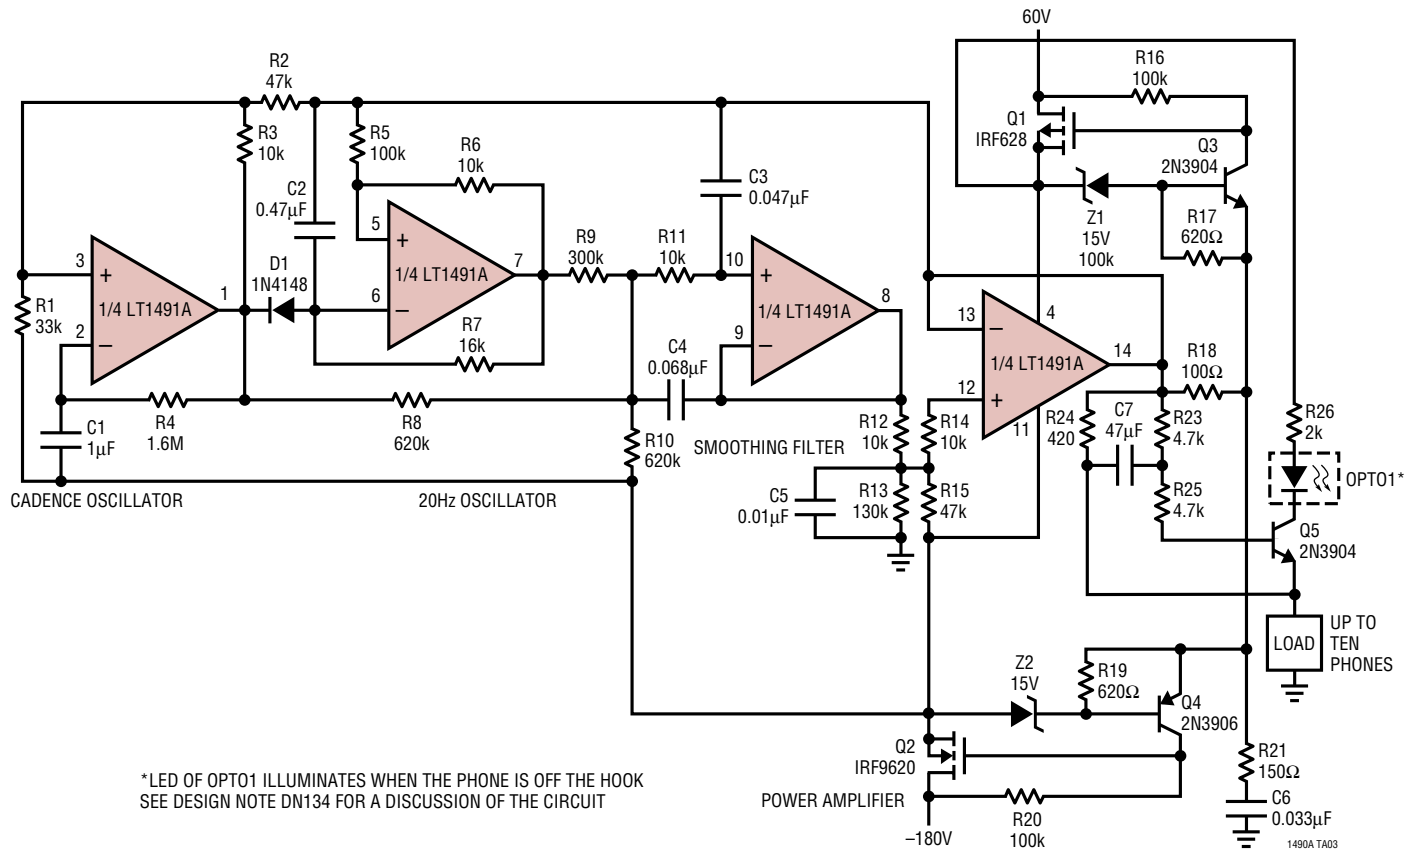 60V
R2
47k
R16
100k
R3
10k
R5
100k
R6
10k
C2
0.47µF
C3
0.047µF
Q1
IRF628
Q3
2N3904
Z1
15V
100k
R17
620Ω
R1
33k
3
+
2
–
1/4 LT1491A
1
D1
1N4148
5
+
6
–
1/4 LT1491A
7
R7
16k
R9
300k
R11
10k
10
+
9
–
1/4 LT1491A
8
C4
0.068µF
13
–
12
+
1/4 LT1491A
4
11
14
R18
100Ω
C1
1µF
R4
1.6M
R8
620k
R10
620k
SMOOTHING FILTER
R12
10k
R14
10k
R24
420
C7
47µF
R23
4.7k
R26
2k
OPTO1*
CADENCE OSCILLATOR
20Hz OSCILLATOR
C5
0.01µF
R13
130k
R15
47k
R25
4.7k
Q5
2N3904
LOAD
UP TO
TEN
PHONES
Z2
15V
R19
620Ω
Q4
2N3906
Q2
IRF9620
R21
150Ω
*LED OF OPTO1 ILLUMINATES WHEN THE PHONE IS OFF THE HOOK
SEE DESIGN NOTE DN134 FOR A DISCUSSION OF THE CIRCUIT
POWER AMPLIFIER
–180V
R20
100k
C6
0.033µF
1490A TA03